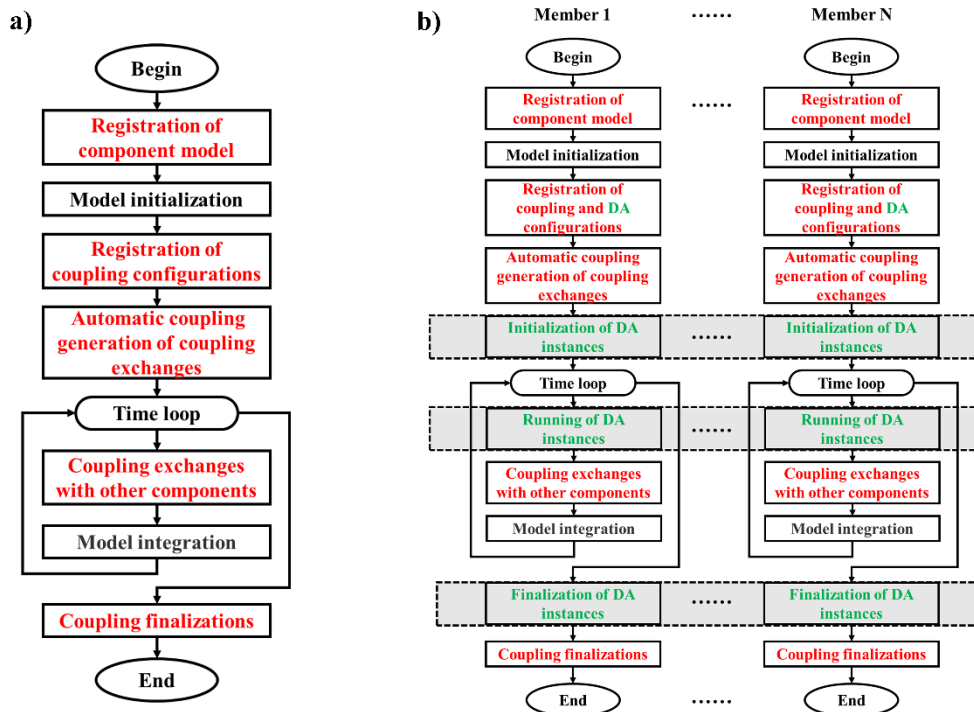 a)
Begin
Registration of
component model
Model initialization
Registration of
coupling configurations
Automatic coupling
generation of coupling
exchanges
Time loop
Coupling exchanges
with other components
Model integration
Coupling finalizations
End
b)
Member 1 ...... Member N
Begin
Registration of
component model
Model initialization
Registration of
coupling and DA
configurations
Automatic coupling
generation of coupling
exchanges
Initialization of DA
instances
Time loop
Running of DA
instances
Coupling exchanges
with other components
Model integration
Finalization of DA
instances
Coupling finalizations
End
......
......
......
......
......
Begin
Registration of
component model
Model initialization
Registration of
coupling and DA
configurations
Automatic coupling
generation of coupling
exchanges
Initialization of DA
instances
Time loop
Running of DA
instances
Coupling exchanges
with other components
Model integration
Finalization of DA
instances
Coupling finalizations
End